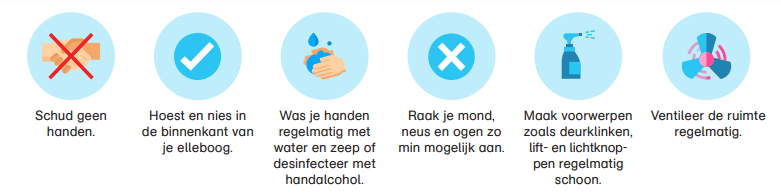 Schud geen
handen.
Hoest en nies in
de binnenkant van
je elleboog.
Was je handen
regelmatig met
water en zeep of
desinfecteer met
handalcohol.
Raak je mond,
neus en ogen zo
min mogelijk aan.
Maak voorwerpen
zoals deurklinken,
lift- en lichtknop-
pen regelmatig
schoon.
Ventileer de ruimte
regelmatig.